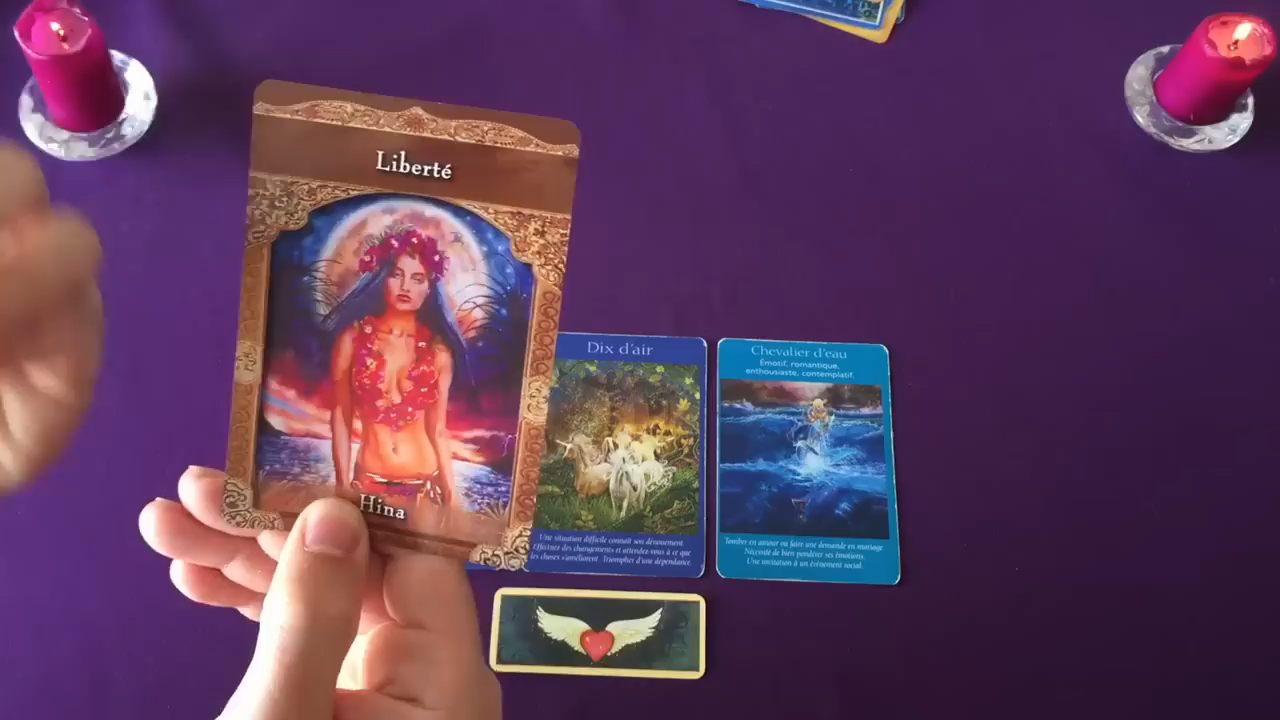 Liberté
Hina
Dix d'air
Une situation difficile connaît son dénouement.
Effectuez des changements et attendez-vous à ce que
les choses s'améliorent. Triompher d'une dépendance.
Chevalier d'eau
Émotif, romantique,
enthousiaste, contemplatif.
Tomber en amour ou faire une demande en mariage
Nécessité de bien pondérer ses émotions.
Une invitation à un événement social.